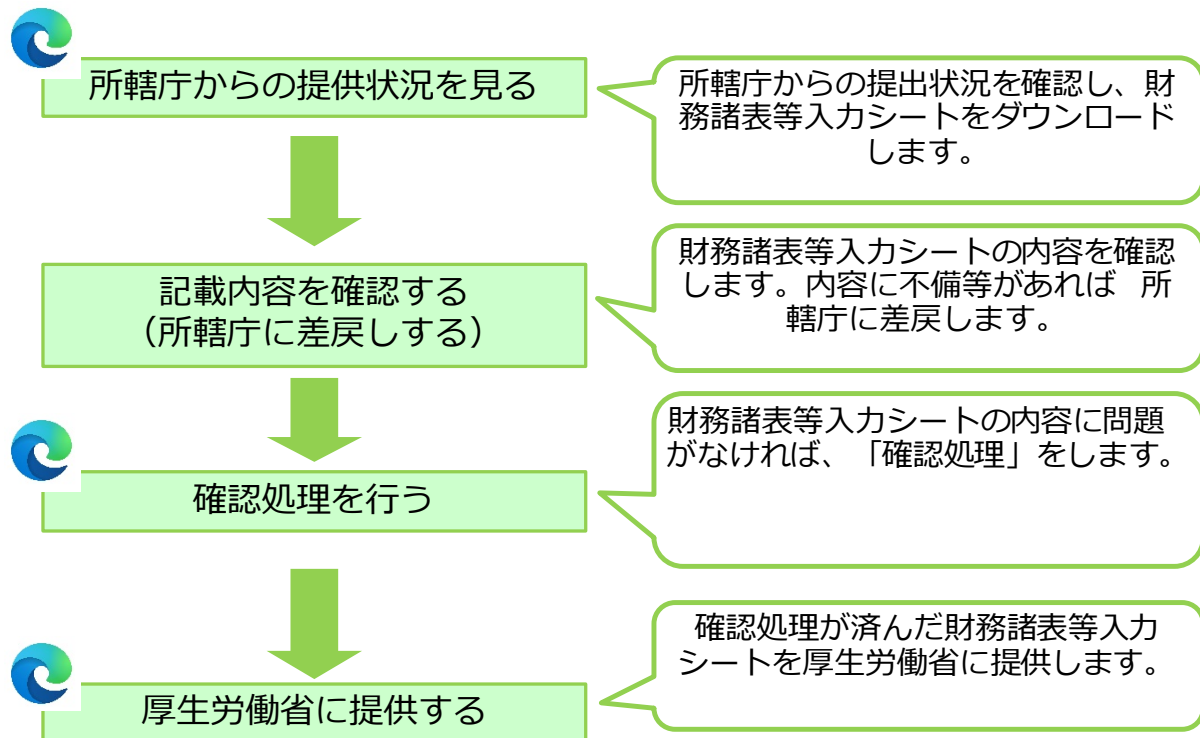 所轄庁からの提供状況を見る
所轄庁からの提出状況を確認し、財
務諸表等入力シートをダウンロード
します。
記載内容を確認する
（所轄庁に差戻しする）
財務諸表等入力シートの内容を確認
します。内容に不備等があれば 所
轄庁に差戻します。
確認処理を行う
財務諸表等入力シートの内容に問題
がなければ、「確認処理」をします。
厚生労働省に提供する
確認処理が済んだ財務諸表等入力
シートを厚生労働省に提供します。